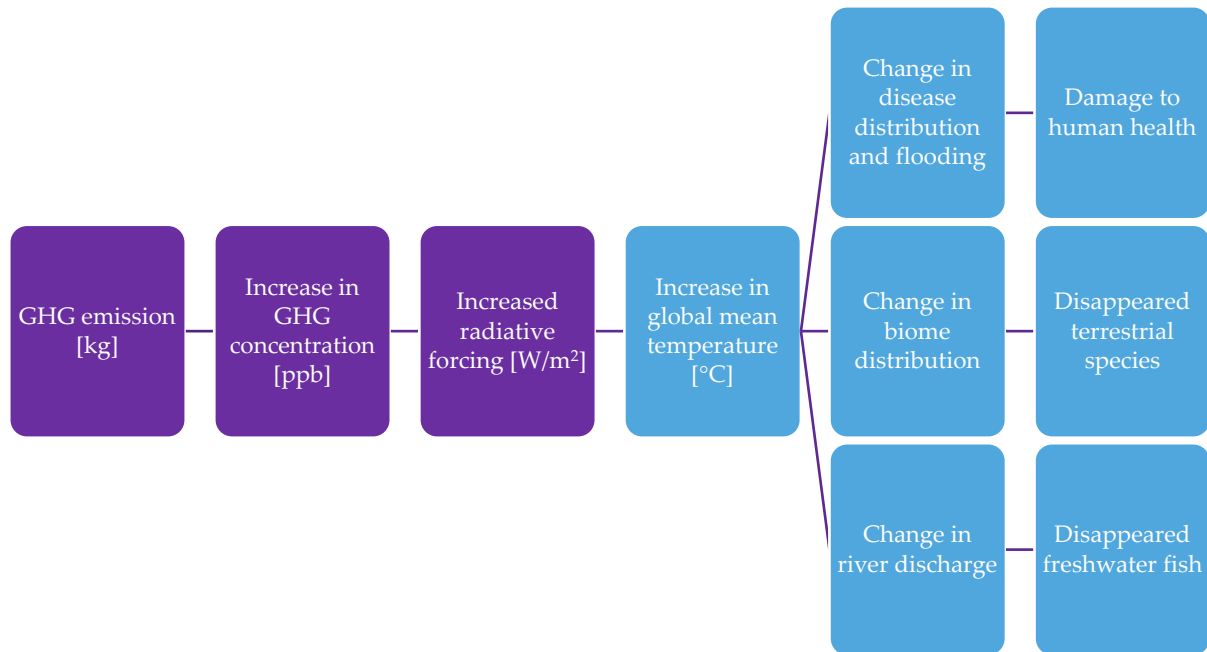 GHG emission
[kg]
Increase in
GHG
concentration
[ppb]
Increased
radiative
forcing [W/m²]
Increase in
global mean
temperature
[°C]
Change in
disease
distribution
and flooding
Damage to
human health
Change in
biome
distribution
Disappeared
terrestrial
species
Change in
river discharge
Disappeared
freshwater fish